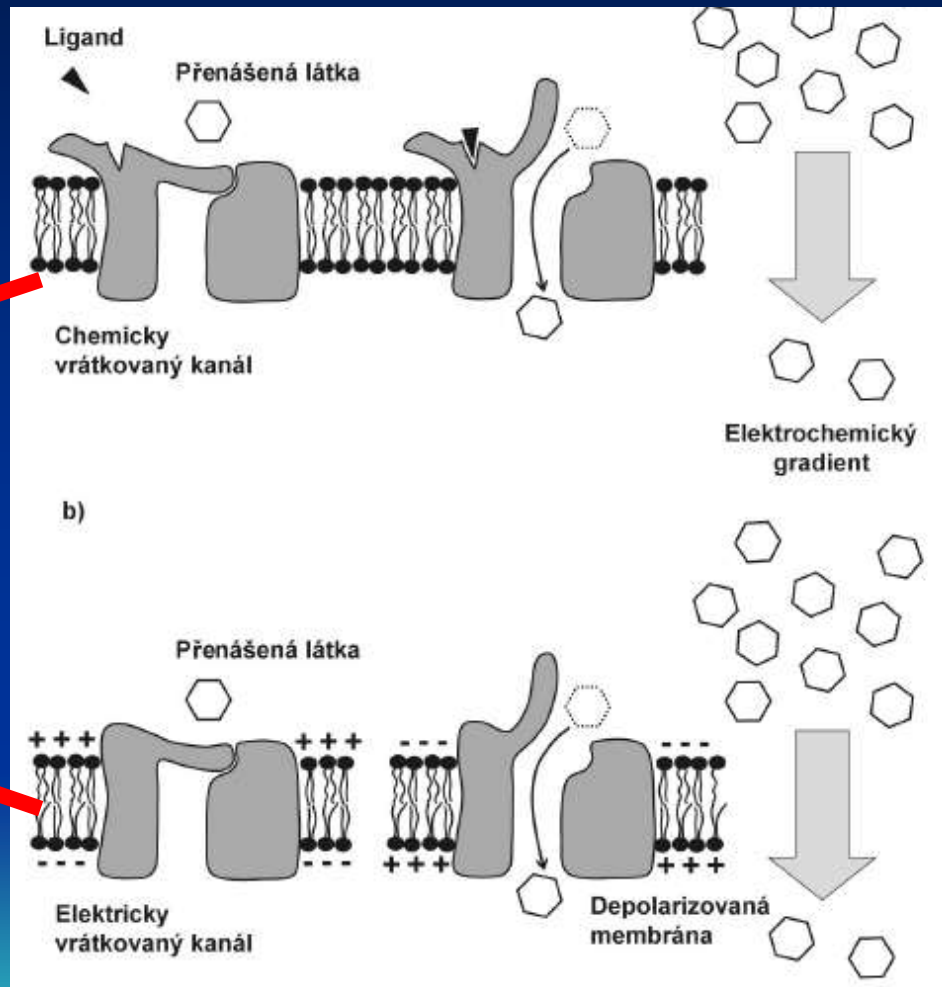 Ligand
Přenášená látka
Chemicky
vrátkovaný kanál
Elektrochemický
gradient
b)
Přenášená látka
+ + +
+ + +
- - -
- - -
- - -
- - -
+ + +
+ + +
Elektricky
vrátkovaný kanál
Depolarizovaná
membrána